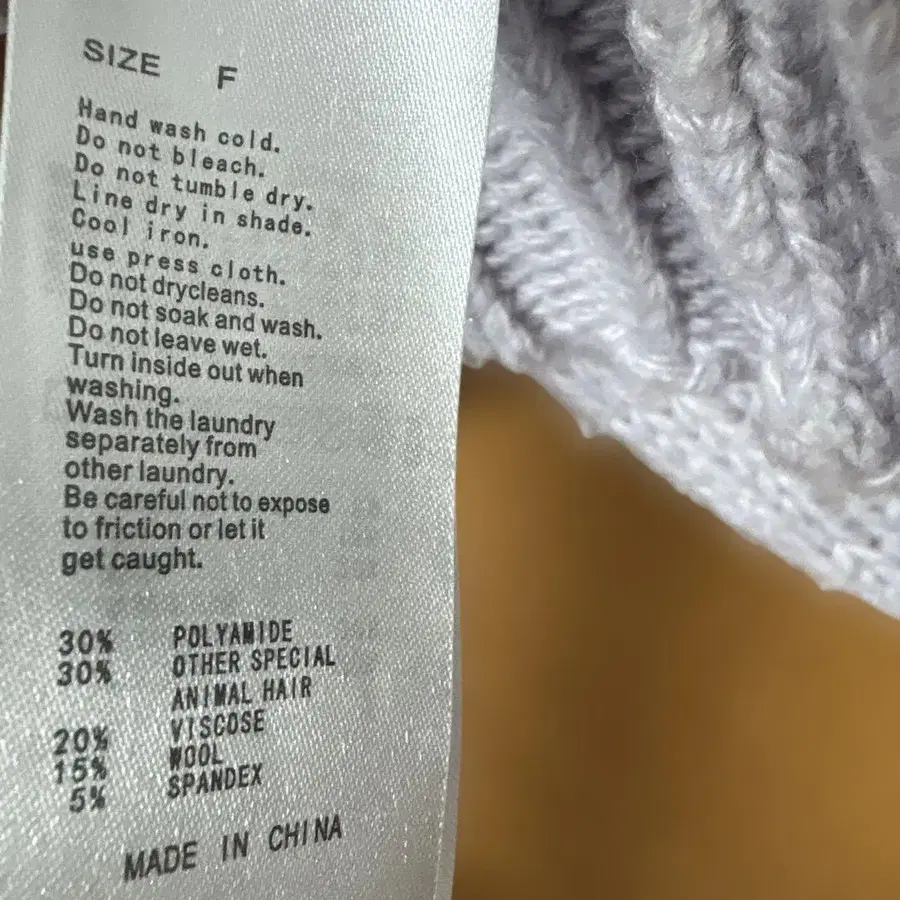 SIZE F
Hand wash cold.
Do not bleach.
Do not tumble dry.
Line dry in shade.
Cool iron.
use press cloth.
Do not drycleans.
Do not soak and wash.
Do not leave wet.
Turn inside out when
washing.
Wash the laundry
separately from
other laundry.
Be careful not to expose
to friction or let it
get caught.
30% POLYAMIDE
30% OTHER SPECIAL
ANIMAL HAIR
20% VISCOSE
15% WOOL
5% SPANDEX
MADE IN CHINA